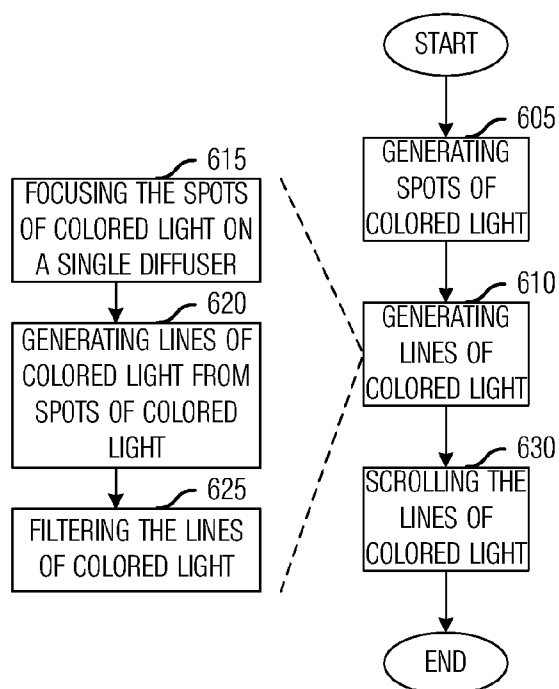 START
605
GENERATING
SPOTS OF
COLORED LIGHT
610
GENERATING
LINES OF
COLORED LIGHT
615
FOCUSING THE SPOTS
OF COLORED LIGHT ON
A SINGLE DIFFUSER
620
GENERATING LINES OF
COLORED LIGHT FROM
SPOTS OF COLORED
LIGHT
625
FILTERING THE LINES
OF COLORED LIGHT
630
SCROLLING THE
LINES OF
COLORED LIGHT
END